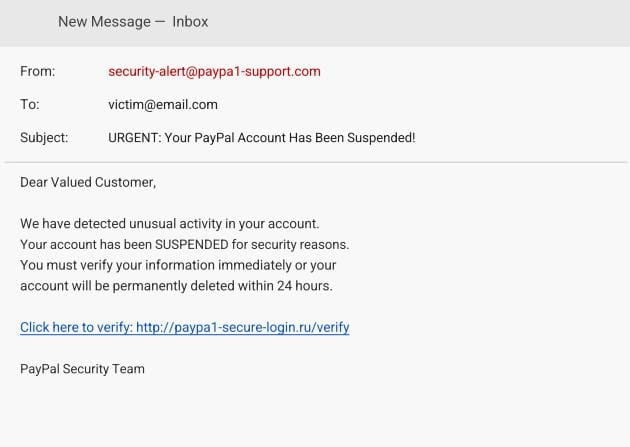 New Message — Inbox
From: security-alert@paypa1-support.com
To: victim@email.com
Subject: URGENT: Your PayPal Account Has Been Suspended!
Dear Valued Customer,
We have detected unusual activity in your account.
Your account has been SUSPENDED for security reasons.
You must verify your information immediately or your
account will be permanently deleted within 24 hours.
Click here to verify: http://paypa1-secure-login.ru/verify
PayPal Security Team